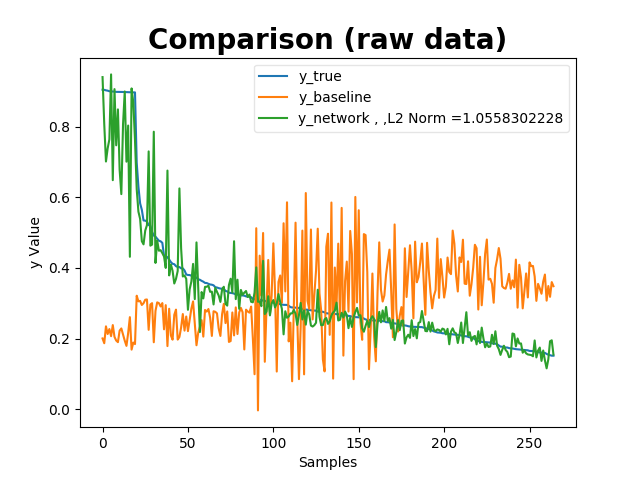 Comparison (raw data)
y_true
y_baseline
y_network , ,L2 Norm =1.0558302228
0.8
0.6
0.4
0.2
0.0
y Value
0 50 100 150 200 250
Samples